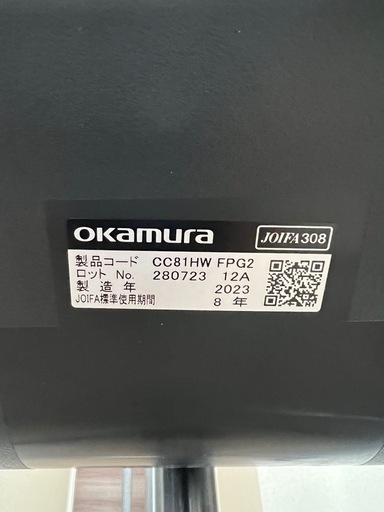 okamura
JOIFA308
製品コード CC81HW FPG2
ロット No. 280723 12A
製造年 2023
JOIFA標準使用期間 8年